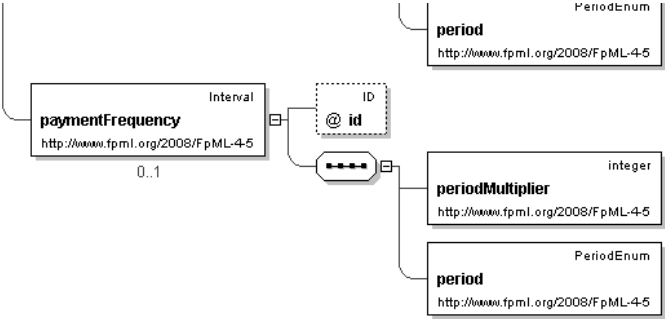 PeriodEnum
period
http://www.fpml.org/2008/FpML-4-5
Interval
paymentFrequency
http://www.fpml.org/2008/FpML-4-5
0..1
ID
@ id
integer
periodMultiplier
http://www.fpml.org/2008/FpML-4-5
PeriodEnum
period
http://www.fpml.org/2008/FpML-4-5